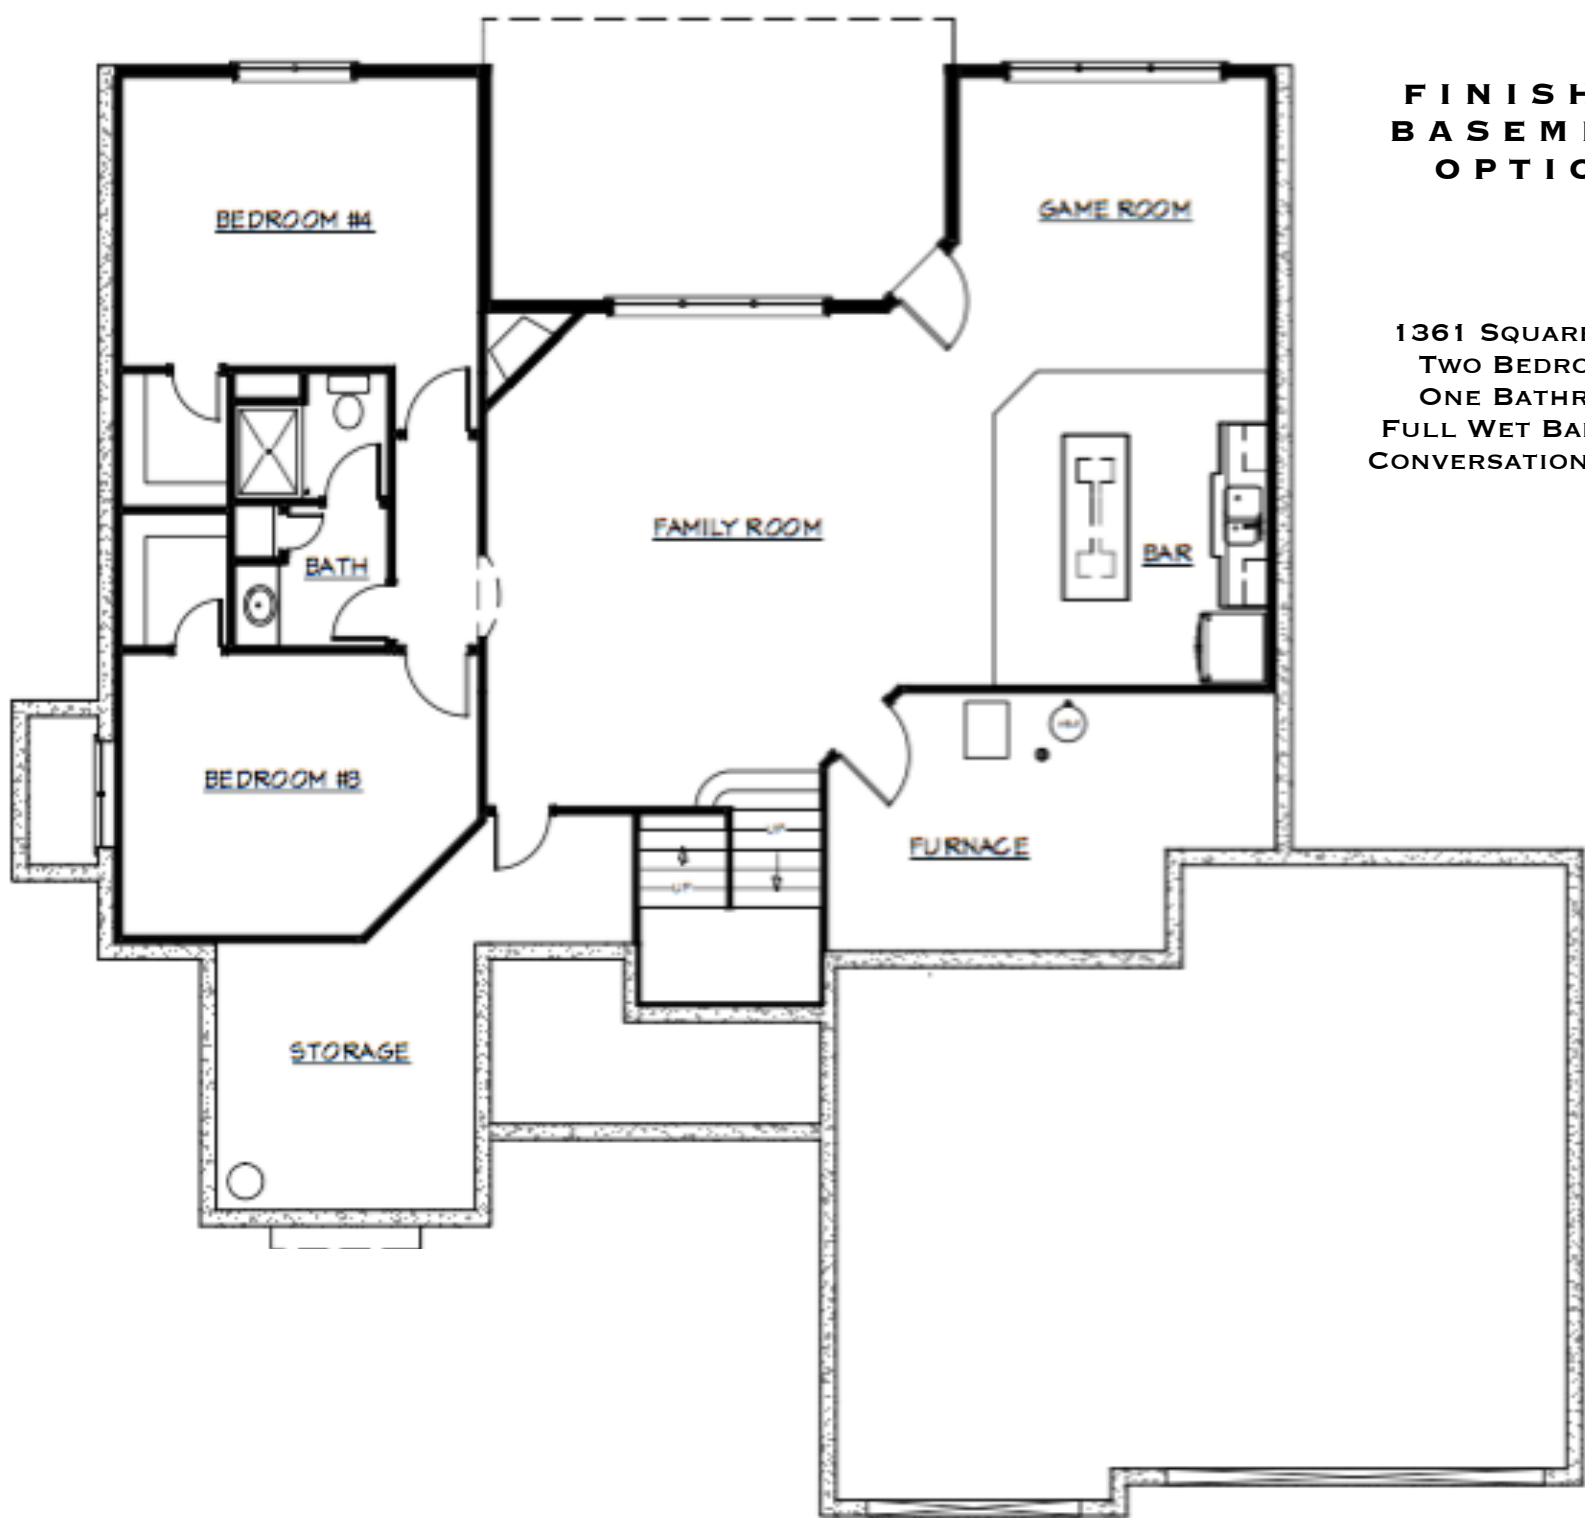 FINISH
BASEM
OPTIO
1361 SQUARE
TWO BEDRO
ONE BATHR
FULL WET BA
CONVERSATION
BEDROOM #4
GAME ROOM
FAMILY ROOM
BAR
BATH
BEDROOM #3
UP
UP
FURNACE
STORAGE